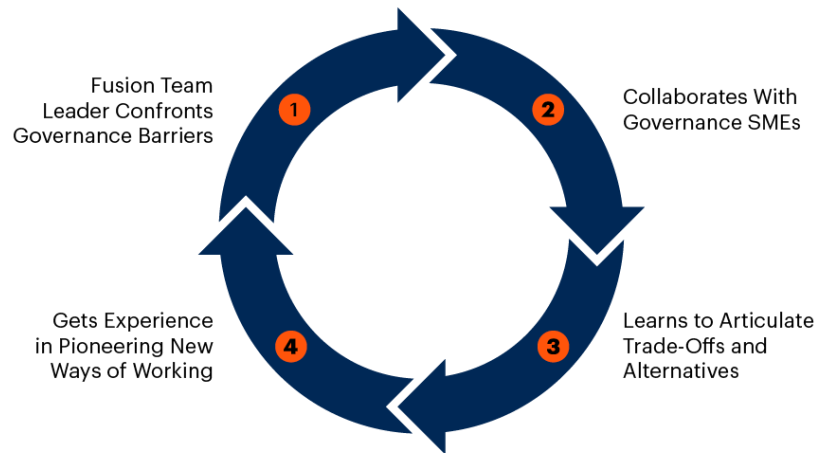 Fusion Team
Leader Confronts
Governance Barriers
1
2
Collaborates With
Governance SMEs
Gets Experience
in Pioneering New
Ways of Working
4
3
Learns to Articulate
Trade-Offs and
Alternatives